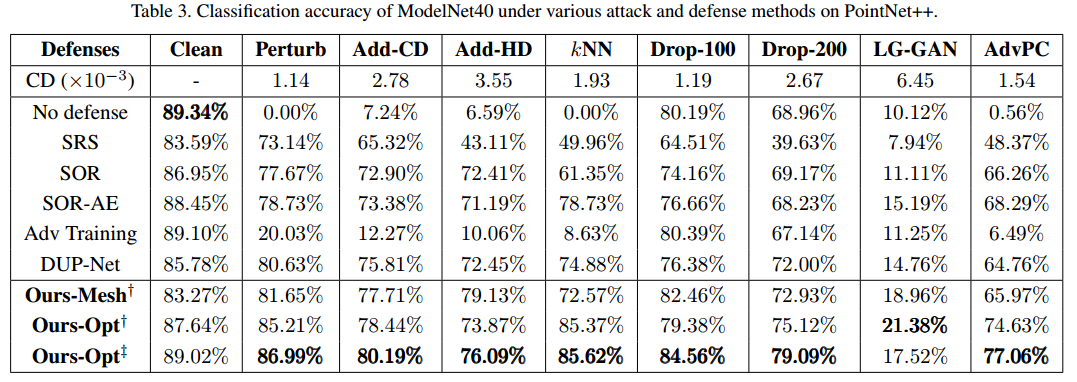 Table 3. Classification accuracy of ModelNet40 under various attack and defense methods on PointNet++.
Defenses Clean Perturb Add-CD Add-HD kNN Drop-100 Drop-200 LG-GAN AdvPC
CD (×10⁻³) - 1.14 2.78 3.55 1.93 1.19 2.67 6.45 1.54
No defense 89.34% 0.00% 7.24% 6.59% 0.00% 80.19% 68.96% 10.12% 0.56%
SRS 83.59% 73.14% 65.32% 43.11% 49.96% 64.51% 39.63% 7.94% 48.37%
SOR 86.95% 77.67% 72.90% 72.41% 61.35% 74.16% 69.17% 11.11% 66.26%
SOR-AE 88.45% 78.73% 73.38% 71.19% 78.73% 76.66% 68.23% 15.19% 68.29%
Adv Training 89.10% 20.03% 12.27% 10.06% 8.63% 80.39% 67.14% 11.25% 6.49%
DUP-Net 85.78% 80.63% 75.81% 72.45% 74.88% 76.38% 72.00% 14.76% 64.76%
Ours-Mesh† 83.27% 81.65% 77.71% 79.13% 72.57% 82.46% 72.93% 18.96% 65.97%
Ours-Opt† 87.64% 85.21% 78.44% 73.87% 85.37% 79.38% 75.12% 21.38% 74.63%
Ours-Opt‡ 89.02% 86.99% 80.19% 76.09% 85.62% 84.56% 79.09% 17.52% 77.06%